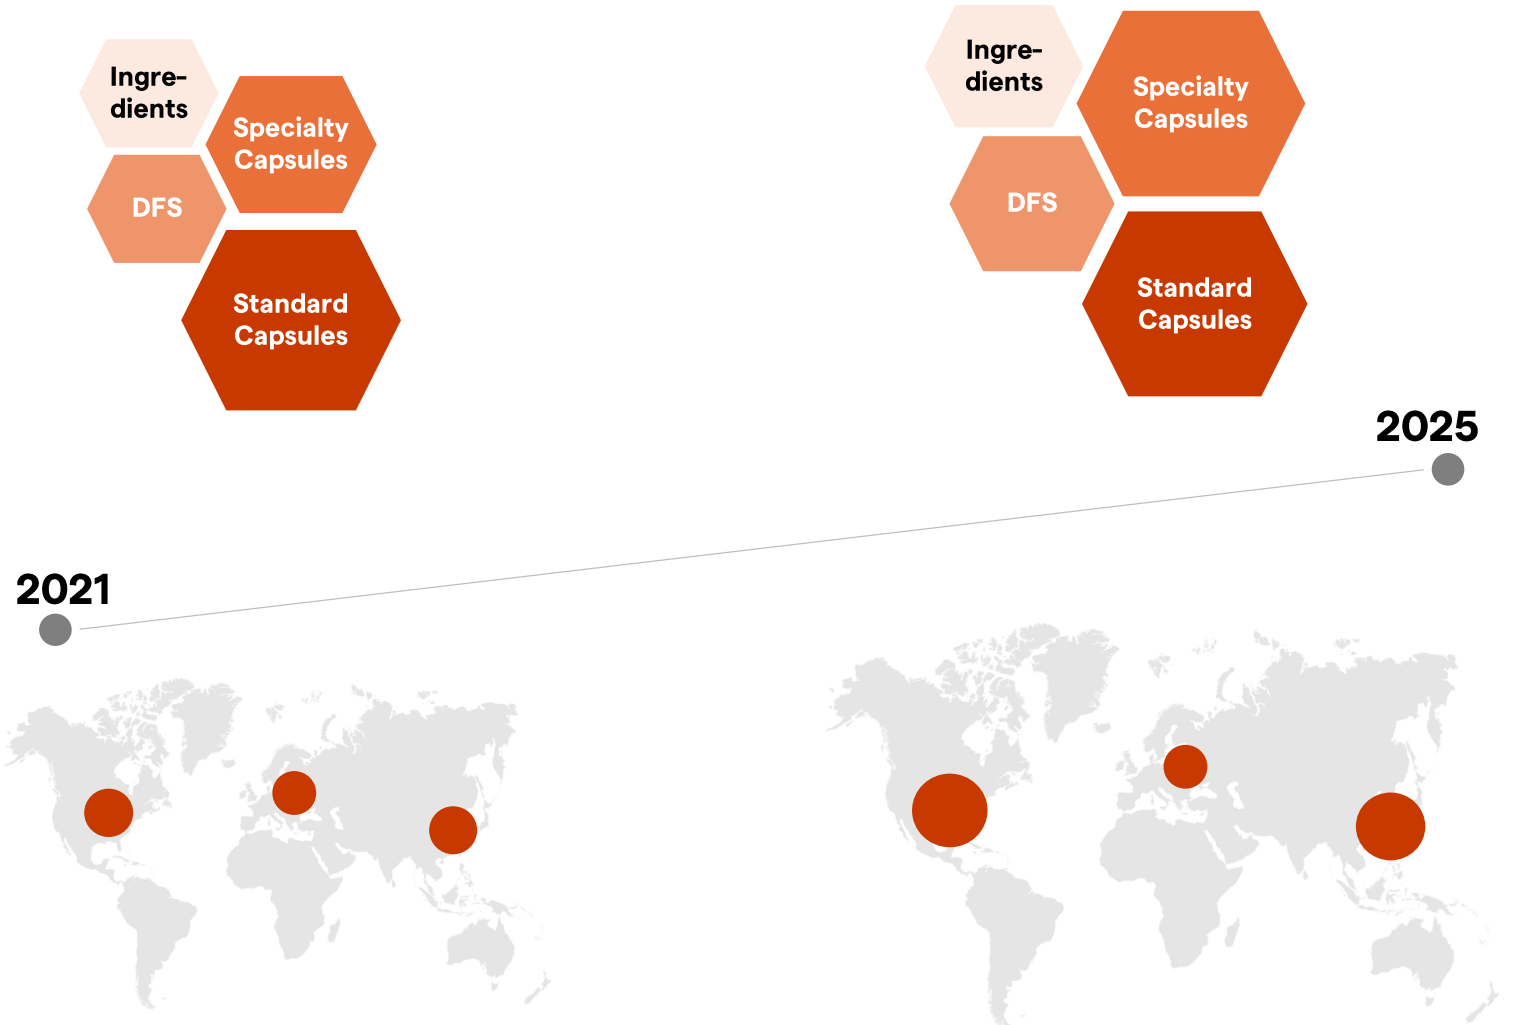 Ingre-
dients
Specialty
Capsules
DFS
Standard
Capsules
Ingre-
dients
Specialty
Capsules
DFS
Standard
Capsules
2025
2021